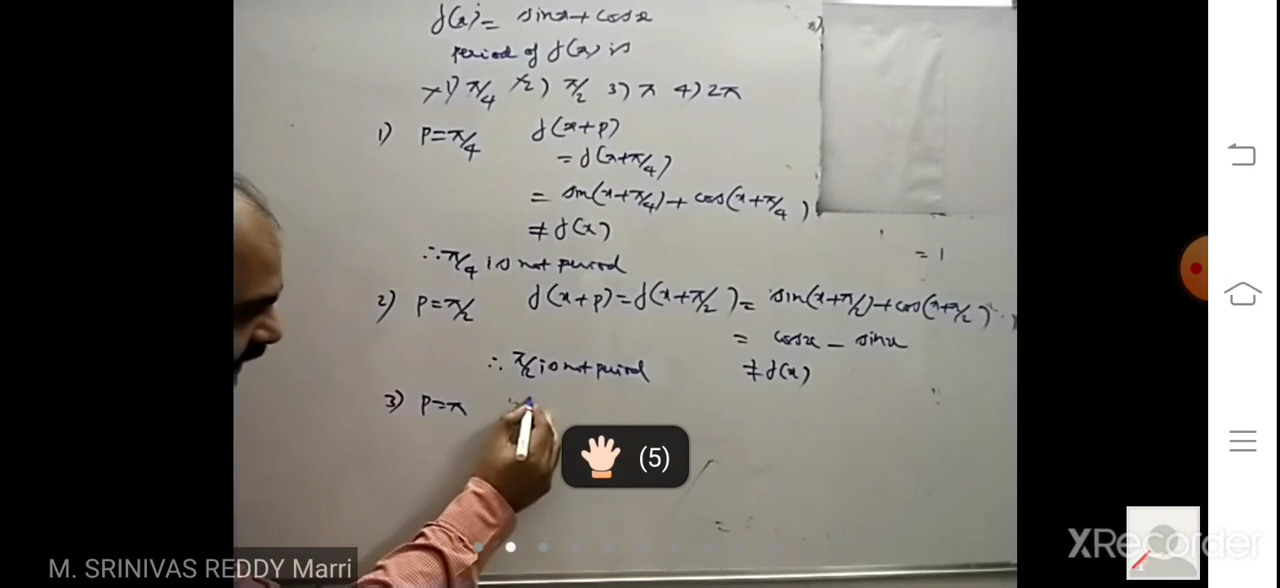 f(x) = sinx + cosx
period of f(x) is
1) π/4 2) π/2 3) π 4) 2π
1) P=π/4 f(x+p)
= f(x+π/4)
= sin(x+π/4) + cos(x+π/4)
≠ f(x)
= 1
∴ π/4 is not period
2) P=π/2 f(x+p) = f(x+π/2) = sin(x+π/2) + cos(x+π/2)
= cosx - sinx
∴ π/2 is not period ≠ f(x)
3) P=π
(5)
=
M. SRINIVAS REDDY Marri
XRecorder